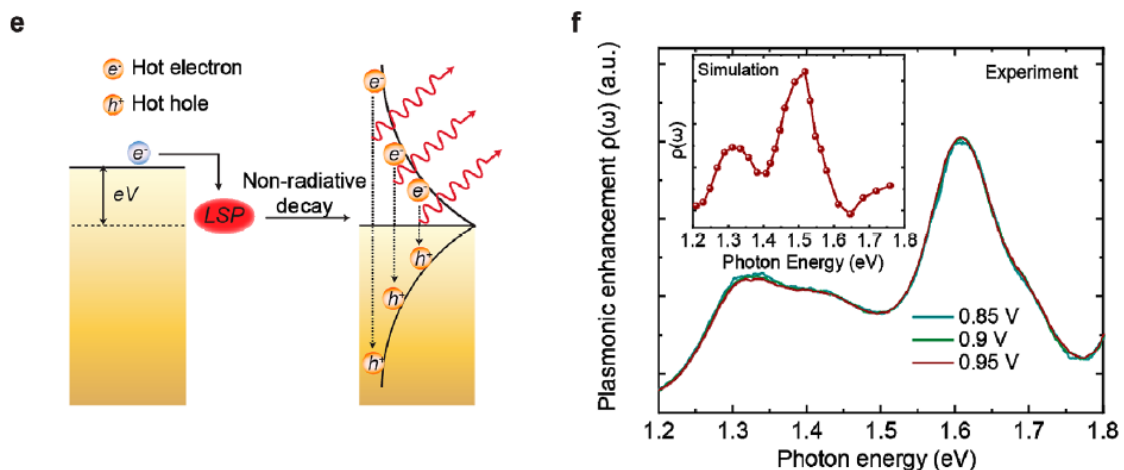 e
e⁻ Hot electron
h⁺ Hot hole
e⁻
eV
LSP
Non-radiative
decay
e⁻
e⁻
e⁻
h⁺
h⁺
h⁺
f
Plasmonic enhancement ρ(ω) (a.u.)
Simulation
Experiment
ρ(ω)
1.2 1.3 1.4 1.5 1.6 1.7 1.8
Photon Energy (eV)
0.85 V
0.9 V
0.95 V
1.2 1.3 1.4 1.5 1.6 1.7 1.8
Photon energy (eV)